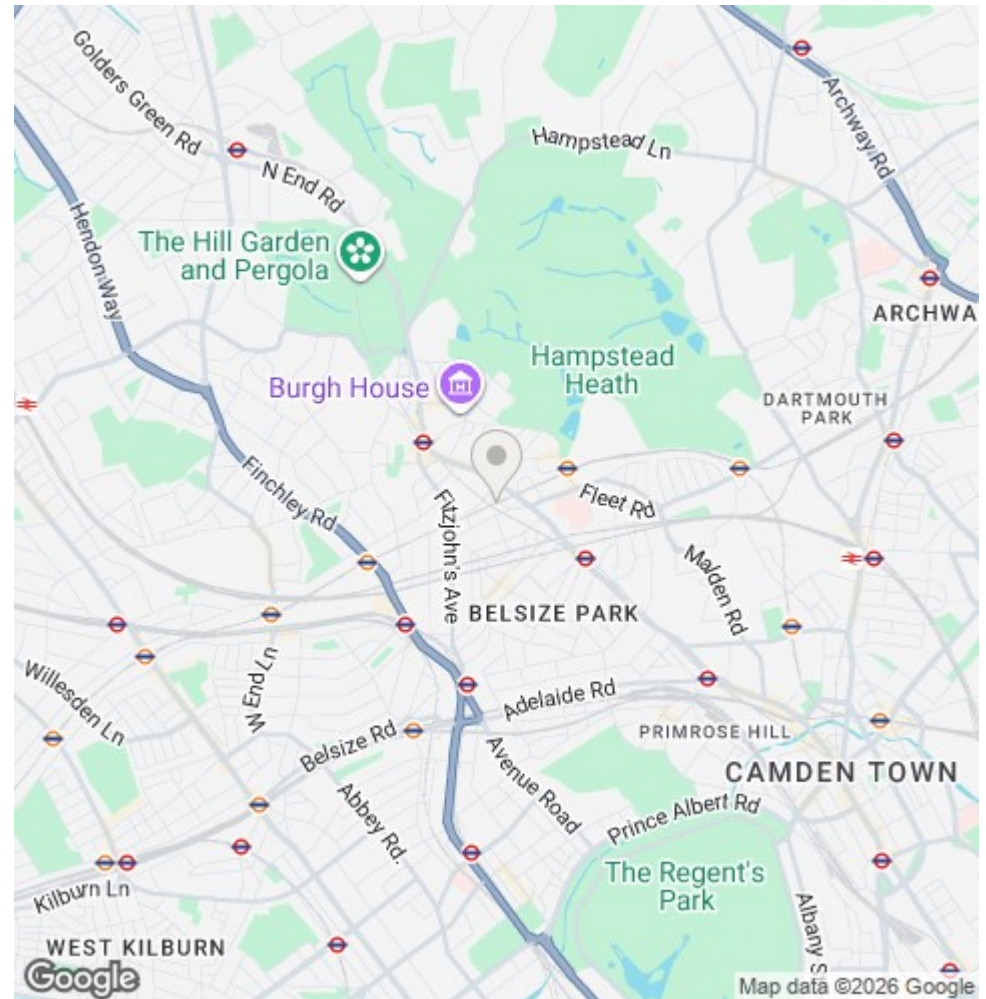 Golders Green Rd
Hampstead Ln
Archway Rd
N End Rd
The Hill Garden
and Pergola
Hendon Way
ARCHWA
Hampstead
Heath
Burgh House
DARTMOUTH
PARK
Finchley Rd
Fitzjohn's Ave
Fleet Rd
Malden Rd
BELSIZE PARK
Willesden Ln
W End Ln
Adelaide Rd
Belsize Rd
PRIMROSE HILL
Avenue Road
CAMDEN TOWN
Abbey Rd.
Prince Albert Rd
The Regent's
Park
Kilburn Ln
Albany S
WEST KILBURN
Google
Map data ©2026 Google